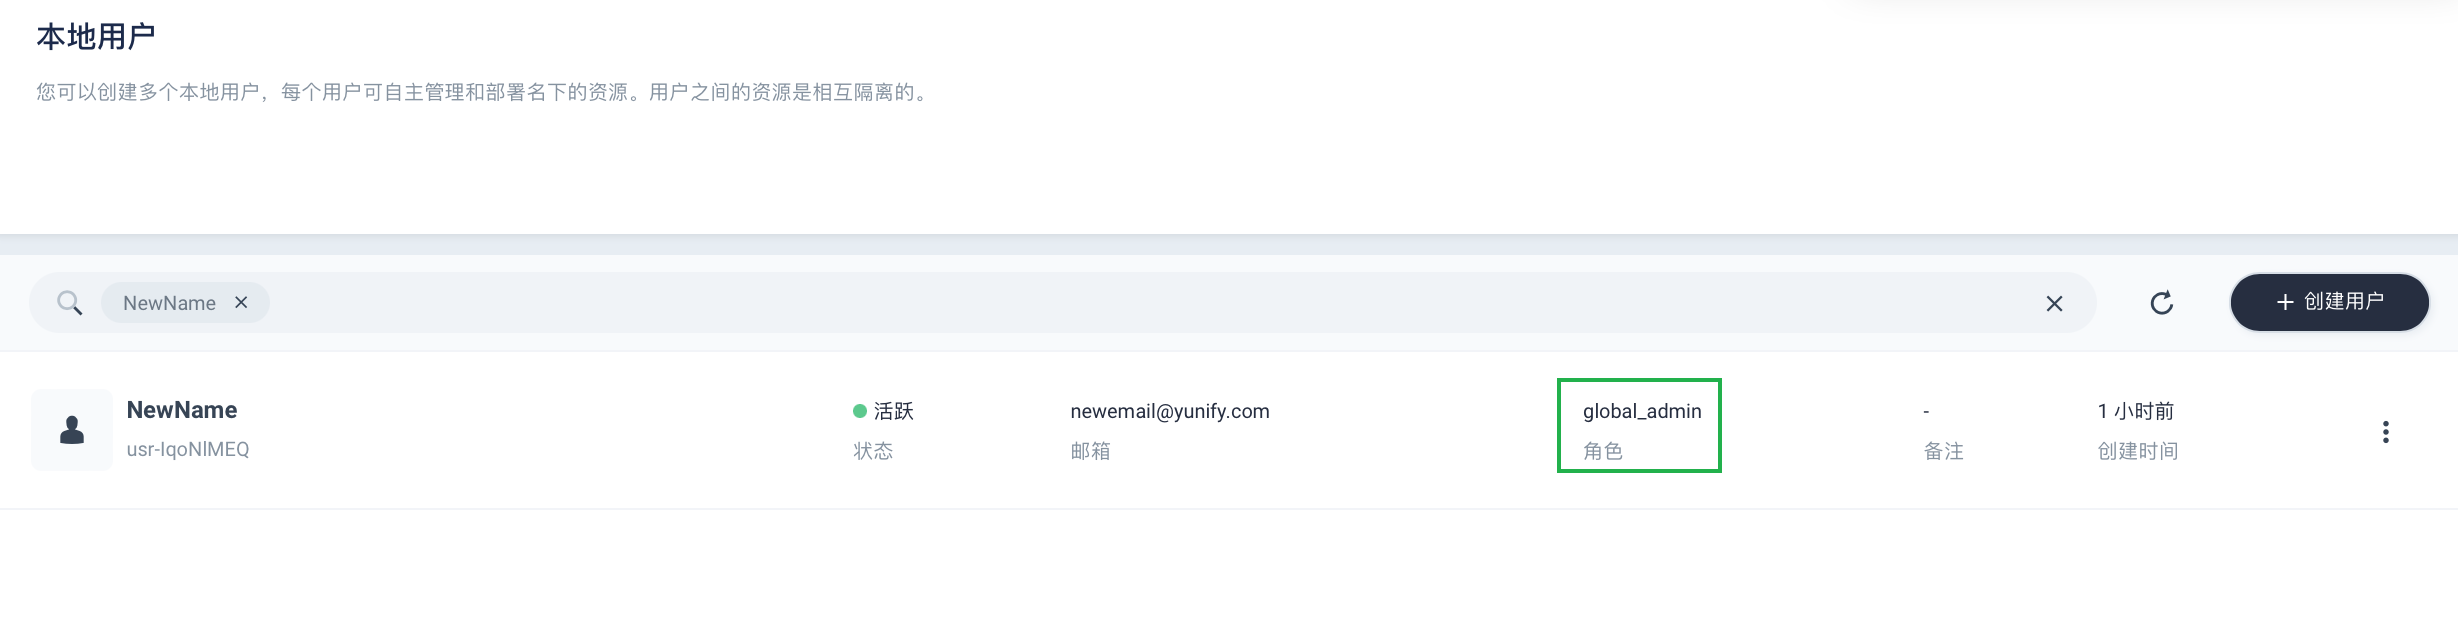 本地用户
您可以创建多个本地用户，每个用户可自主管理和部署名下的资源。用户之间的资源是相互隔离的。
NewName
创建用户
NewName
usr-IqoNlMEQ
活跃
状态
newemail@yunify.com
邮箱
global_admin
角色
-
备注
1 小时前
创建时间